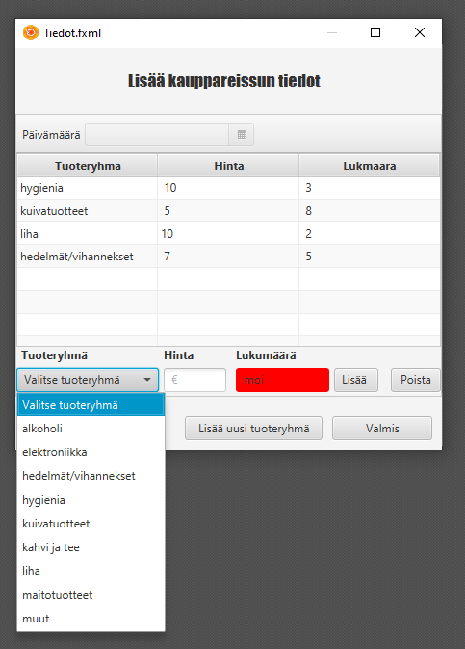 Tiedot.fxml
Lisää kauppareissun tiedot
Päivämäärä
Tuoteryhmä Hinta Lukmaara
hygienia 10 3
kuivatuotteet 5 8
liha 10 2
hedelmät/vihannekset 7 5
Tuoteryhmä Hinta Lukumäärä
Valitse tuoteryhmä € moi Lisää Poista
Valitse tuoteryhmä
Lisää uusi tuoteryhmä Valmis
alkoholi
elektroniikka
hedelmät/vihannekset
hygienia
kuivatuotteet
kahvi ja tee
liha
maitotuotteet
muut